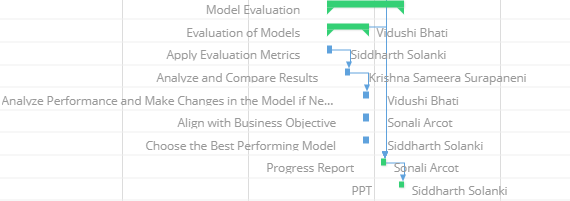 Model Evaluation
Evaluation of Models Vidushi Bhati
Apply Evaluation Metrics Siddharth Solanki
Analyze and Compare Results Krishna Sameera Surapaneni
Analyze Performance and Make Changes in the Model if Ne... Vidushi Bhati
Align with Business Objective Sonali Arcot
Choose the Best Performing Model Siddharth Solanki
Progress Report Sonali Arcot
PPT Siddharth Solanki